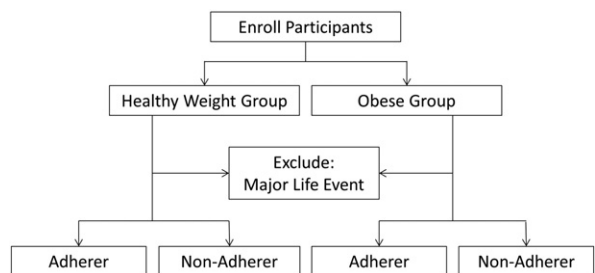 Enroll Participants
Healthy Weight Group
Obese Group
Exclude:
Major Life Event
Adherer
Non-Adherer
Adherer
Non-Adherer